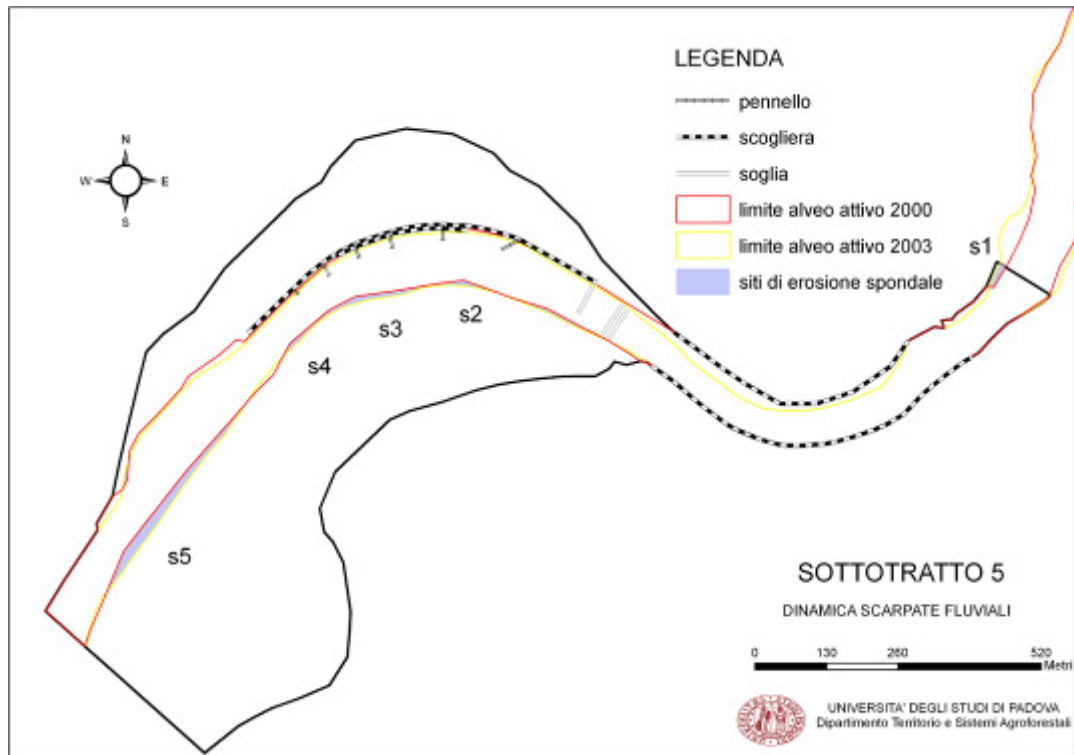 LEGENDA
pennello
scogliera
soglia
limite alveo attivo 2000
limite alveo attivo 2003
siti di erosione spondale
N
W E
S
s1
s2
s3
s4
s5
SOTTOTRATTO 5
DINAMICA SCARPATE FLUVIALI
0 130 260 520
Metri
UNIVERSITA' DEGLI STUDI DI PADOVA
Dipartimento Territorio e Sistemi Agroforestali